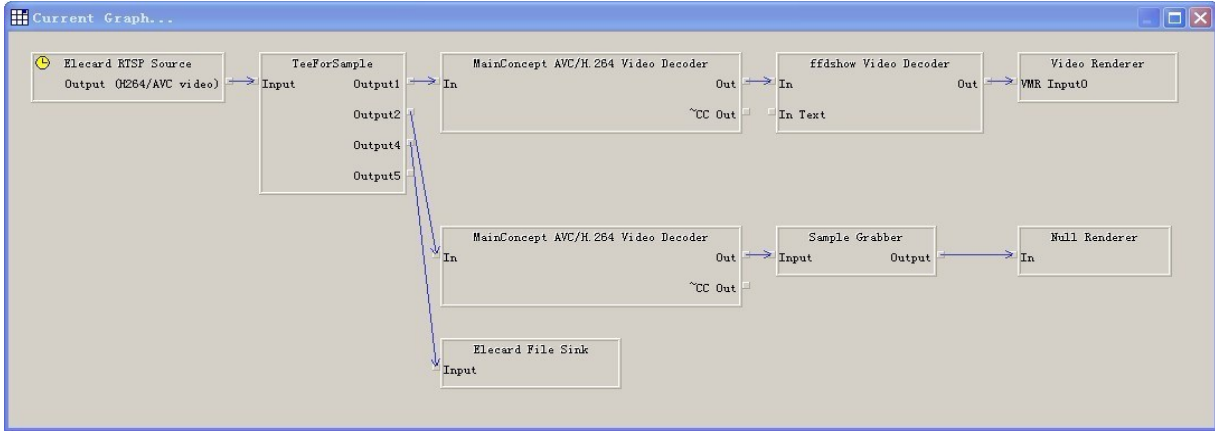 Current Graph...
Elecard RTSP Source
Output (H264/AVC video)
TeeForSample
Input Output1
Output2
Output4
Output5
MainConcept AVC/H.264 Video Decoder
In Out
~CC Out
ffdshow Video Decoder
In Out
In Text
Video Renderer
VMR Input0
MainConcept AVC/H.264 Video Decoder
In Out
~CC Out
Sample Grabber
Input Output
Null Renderer
In
Elecard File Sink
Input